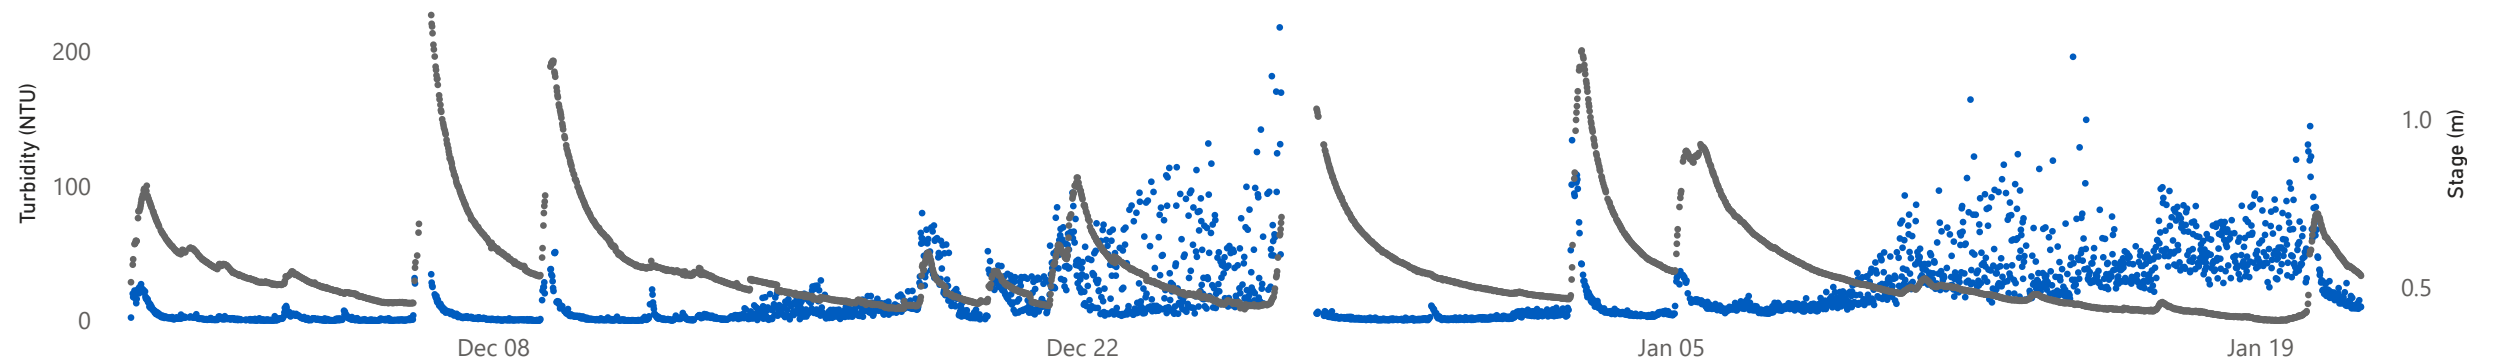 Turbidity (NTU)
200
100
0
Dec 08
Dec 22
Jan 05
Jan 19
1.0
0.5
Stage (m)